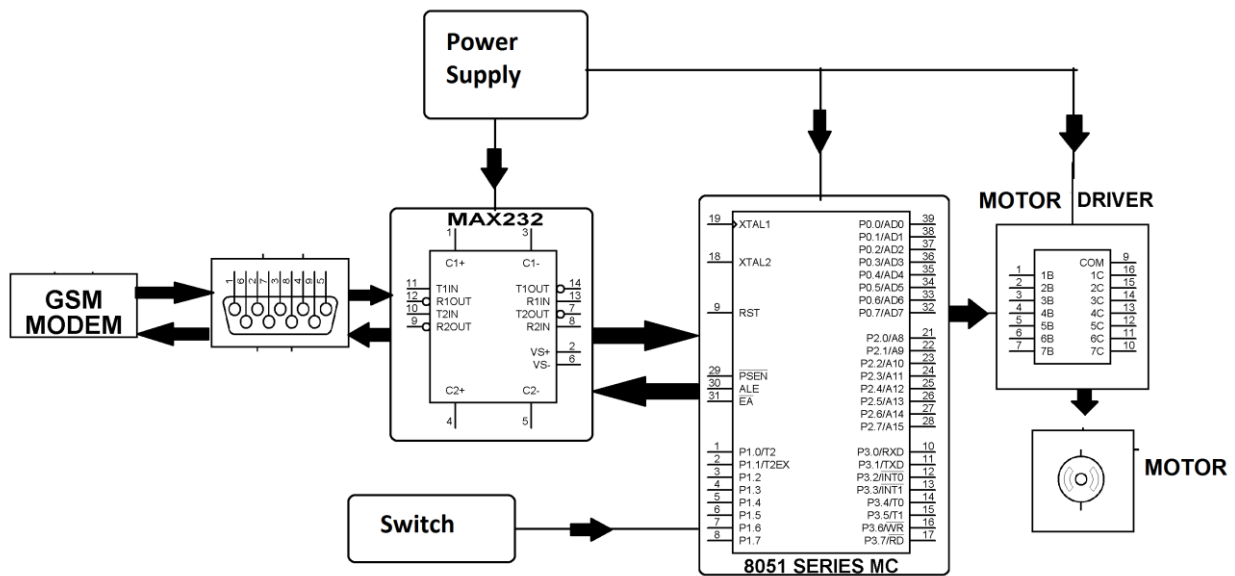 Power
Supply
MOTOR DRIVER
MAX232
1 3
C1+ C1-
11 T1IN T1OUT 14
12 R1OUT R1IN 13
10 T2IN T2OUT 7
9 R2OUT R2IN 8
VS+ 2
VS- 6
C2+ C2-
4 5
GSM
MODEM
1 6 2 7 3 8 4 9 5
19 XTAL1 P0.0/AD0 39
P0.1/AD1 38
P0.2/AD2 37
18 XTAL2 P0.3/AD3 36
P0.4/AD4 35
P0.5/AD5 34
P0.6/AD6 33
9 RST P0.7/AD7 32
P2.0/A8 21
P2.1/A9 22
P2.2/A10 23
29 PSEN P2.3/A11 24
30 ALE P2.4/A12 25
31 EA P2.5/A13 26
P2.6/A14 27
P2.7/A15 28
1 P1.0/T2 P3.0/RXD 10
2 P1.1/T2EX P3.1/TXD 11
3 P1.2 P3.2/INT0 12
4 P1.3 P3.3/INT1 13
5 P1.4 P3.4/T0 14
6 P1.5 P3.5/T1 15
7 P1.6 P3.6/WR 16
8 P1.7 P3.7/RD 17
8051 SERIES MC
COM 9
1 1B 1C 16
2 2B 2C 15
3 3B 3C 14
4 4B 4C 13
5 5B 5C 12
6 6B 6C 11
7 7B 7C 10
MOTOR
Switch